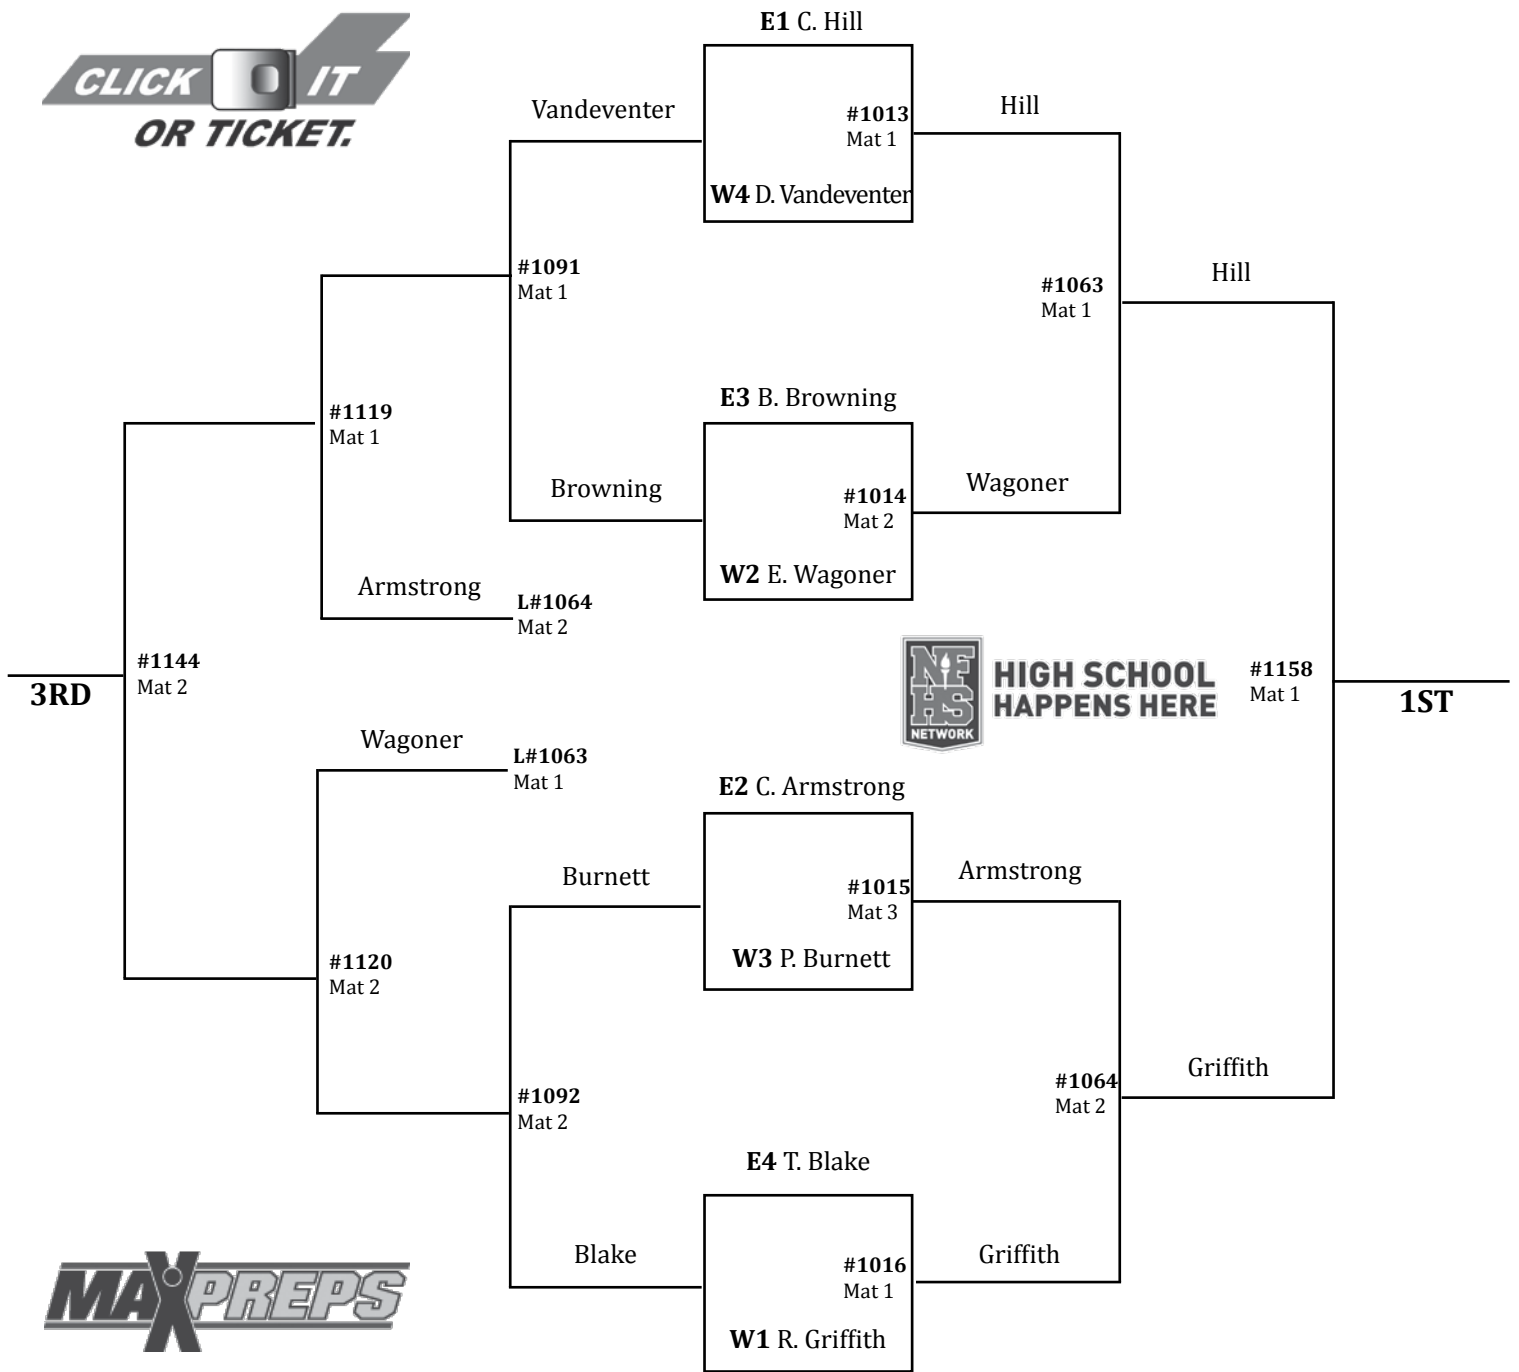 CLICK IT
OR TICKET.
E1 C. Hill
Vandeventer
#1013
Mat 1
Hill
W4 D. Vandeventer
#1091
Mat 1
#1063
Mat 1
Hill
E3 B. Browning
#1119
Mat 1
Browning
#1014
Mat 2
Wagoner
W2 E. Wagoner
Armstrong
L#1064
Mat 2
#1144
Mat 2
3RD
NF
HS
NETWORK
HIGH SCHOOL
HAPPENS HERE
#1158
Mat 1
1ST
Wagoner
L#1063
Mat 1
E2 C. Armstrong
Burnett
#1015
Mat 3
Armstrong
W3 P. Burnett
#1120
Mat 2
#1092
Mat 2
#1064
Mat 2
Griffith
E4 T. Blake
Blake
#1016
Mat 1
Griffith
W1 R. Griffith
MAXPREPS